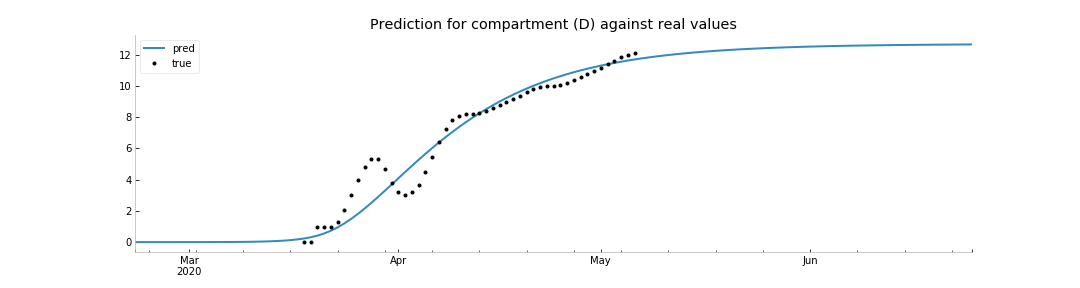 Prediction for compartment (D) against real values
pred
true
12
10
8
6
4
2
0
Mar
2020
Apr
May
Jun